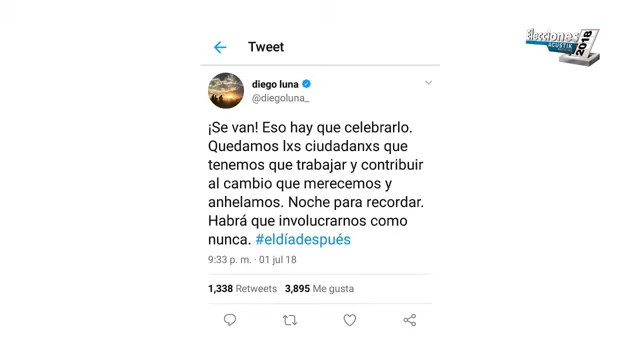 Elecciones
2018
ACUSTIK
Tweet
diego luna
@diegoluna_
¡Se van! Eso hay que celebrarlo.
Quedamos lxs ciudadanxs que
tenemos que trabajar y contribuir
al cambio que merecemos y
anhelamos. Noche para recordar.
Habrá que involucrarnos como
nunca. #eldíadespués
9:33 p. m. · 01 jul 18
1,338 Retweets 3,895 Me gusta